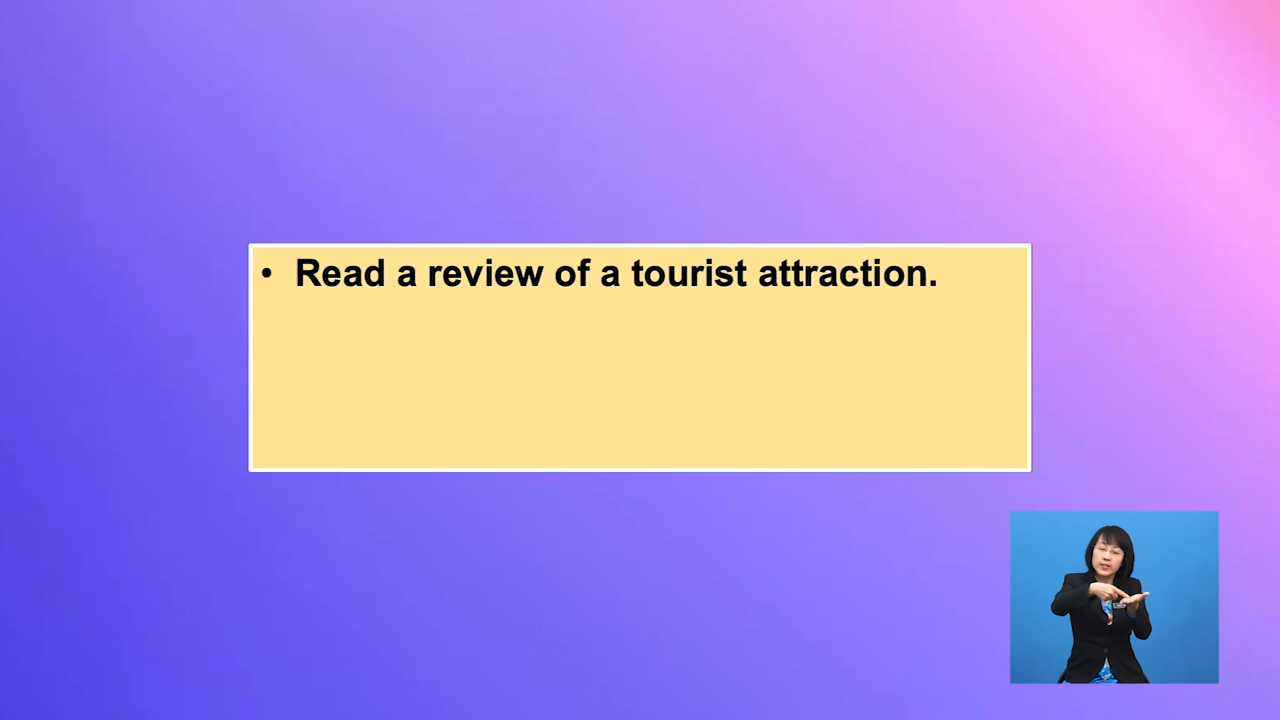 • Read a review of a tourist attraction.